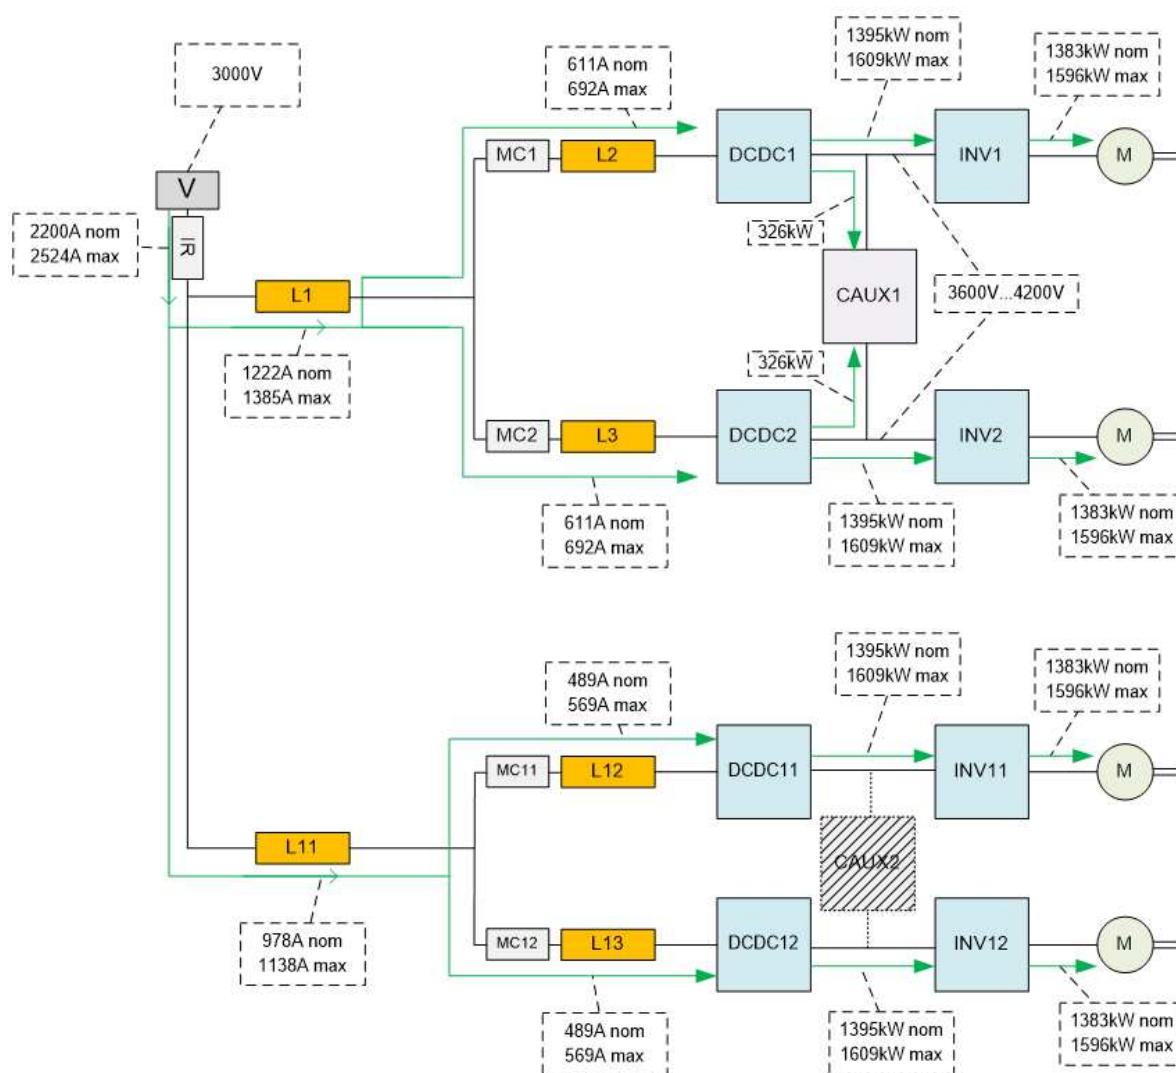 3000V
V
IR
2200A nom
2524A max
L1
1222A nom
1385A max
611A nom
692A max
MC1
L2
DCDC1
1395kW nom
1609kW max
INV1
1383kW nom
1596kW max
M
326kW
CAUX1
3600V...4200V
326kW
MC2
L3
DCDC2
INV2
M
611A nom
692A max
1395kW nom
1609kW max
1383kW nom
1596kW max
L11
978A nom
1138A max
489A nom
569A max
MC11
L12
DCDC11
1395kW nom
1609kW max
INV11
1383kW nom
1596kW max
M
CAUX2
MC12
L13
DCDC12
INV12
M
489A nom
569A max
1395kW nom
1609kW max
1383kW nom
1596kW max